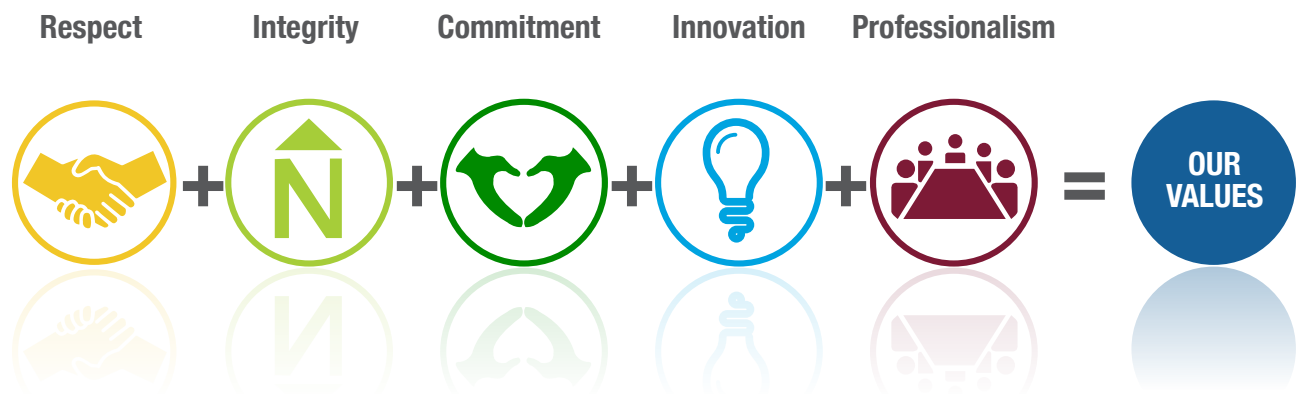 Respect Integrity Commitment Innovation Professionalism
N
+ + + + =
OUR
VALUES